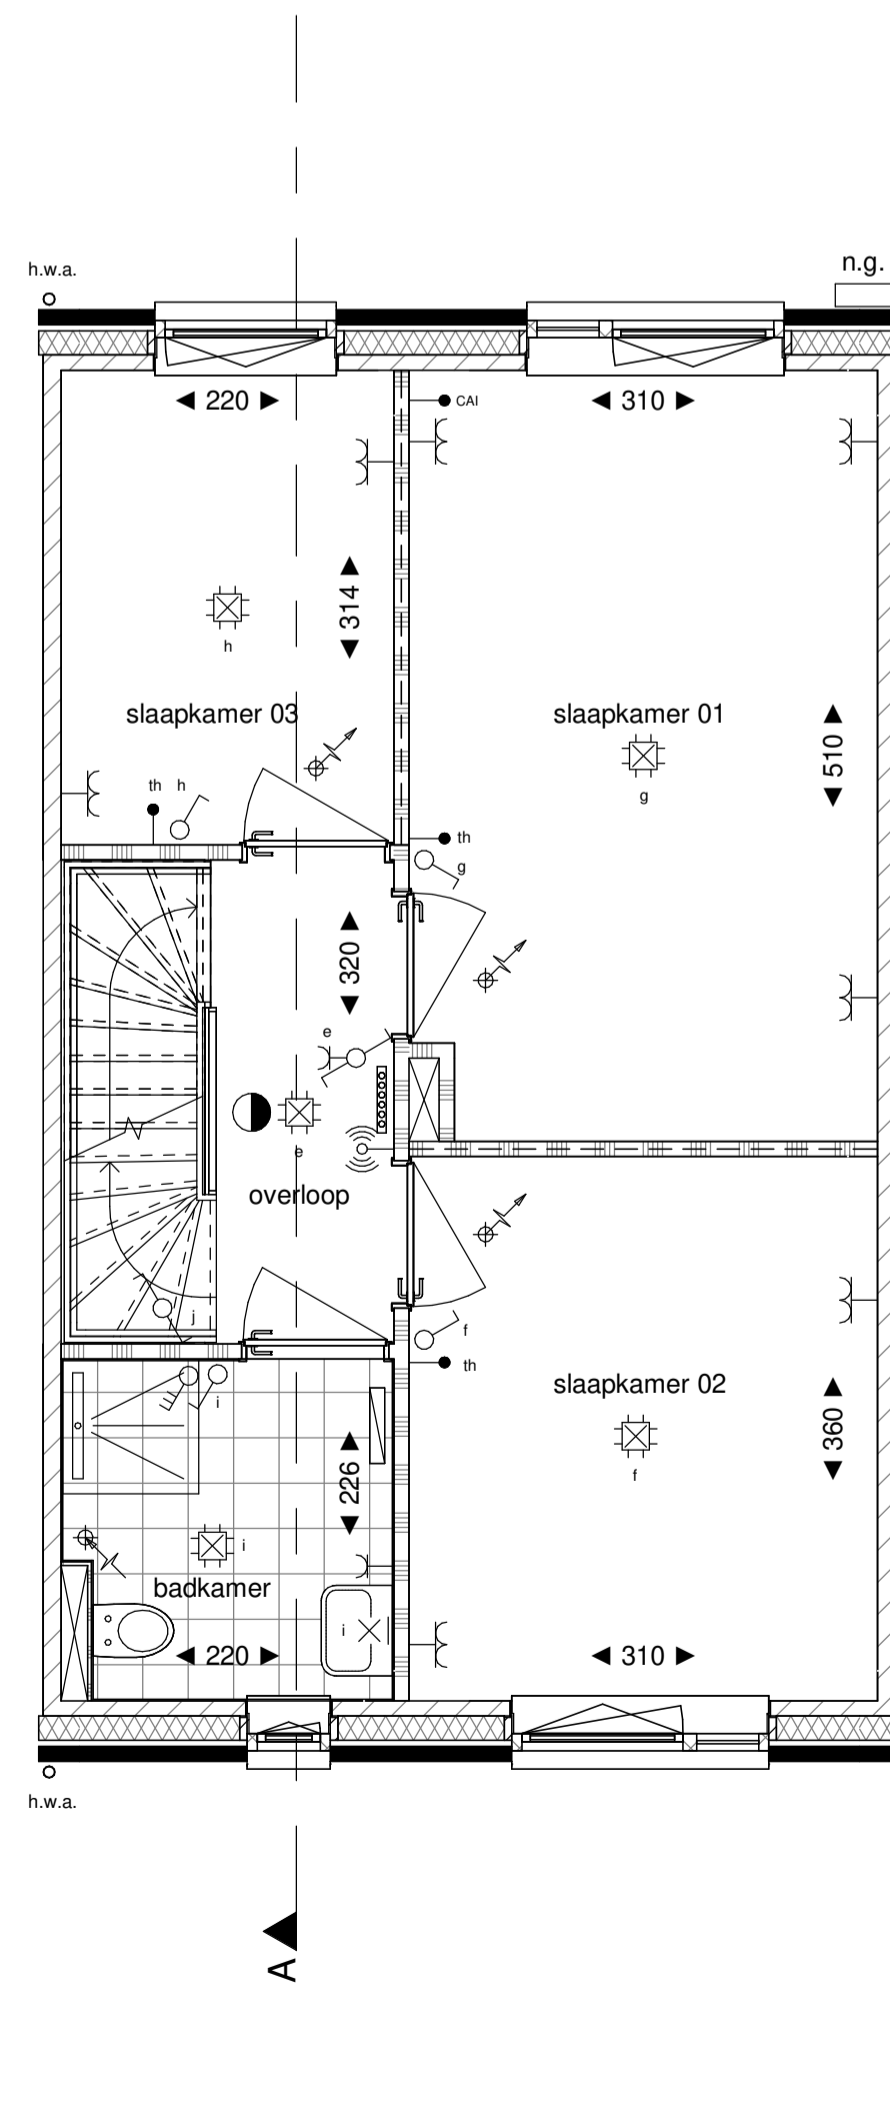 h.w.a.
n.g.
220
310
CAI
314
h
slaapkamer 03
slaapkamer 01
510
g
th
h
th
g
320
e
e
overloop
j
f
th
i
slaapkamer 02
360
f
226
i
badkamer
i
220
310
h.w.a.
A